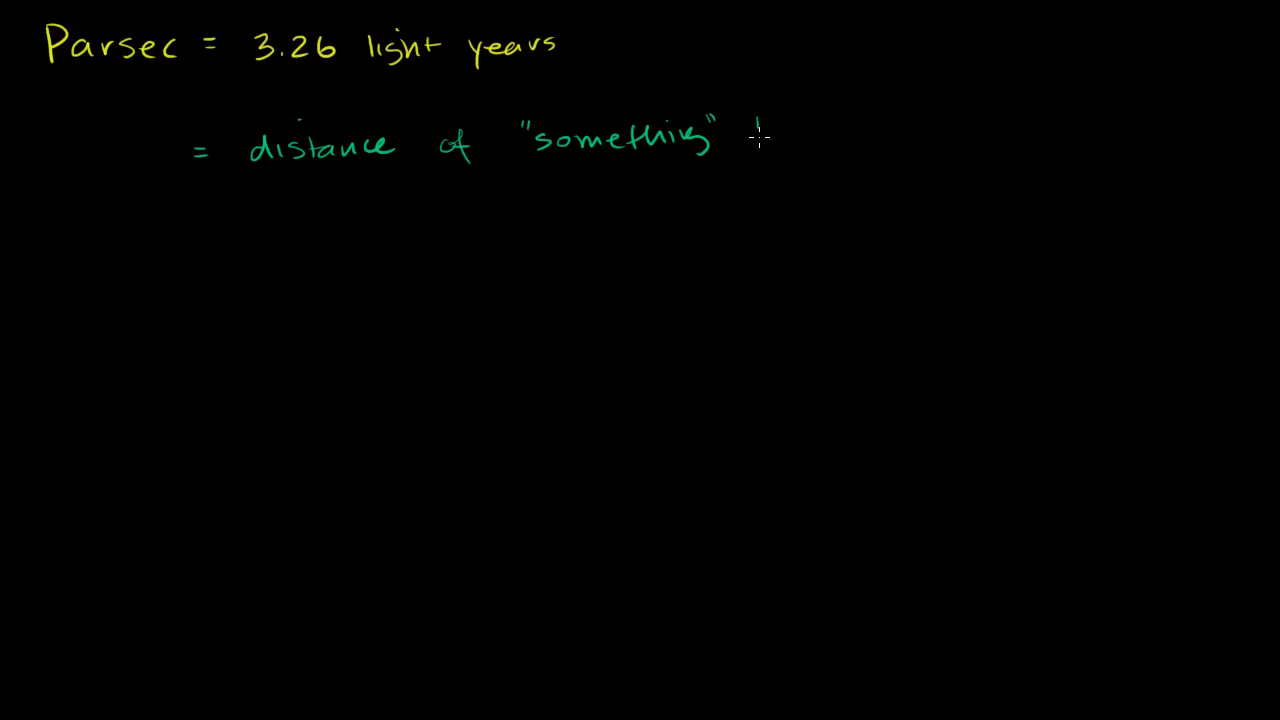 Parsec = 3.26 light years
= distance of "something"